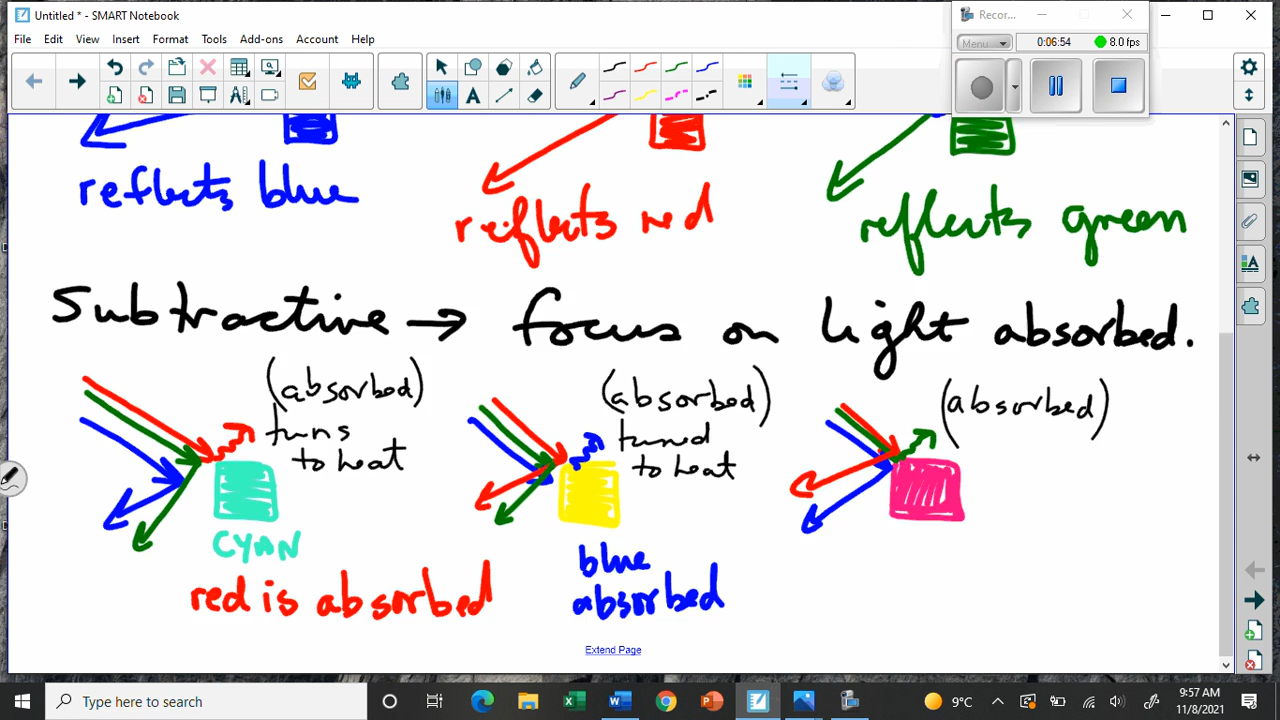 Untitled * - SMART Notebook
Recor...
File Edit View Insert Format Tools Add-ons Account Help
Menu
0:06:54
8.0 fps
reflects blue
reflects red
reflects green
Subtractive → focus on light absorbed.
(absorbed)
turns
to heat
(absorbed)
turned
to heat
(absorbed)
CYAN
red is absorbed
blue
absorbed
Extend Page
Type here to search
9°C
9:57 AM
11/8/2021